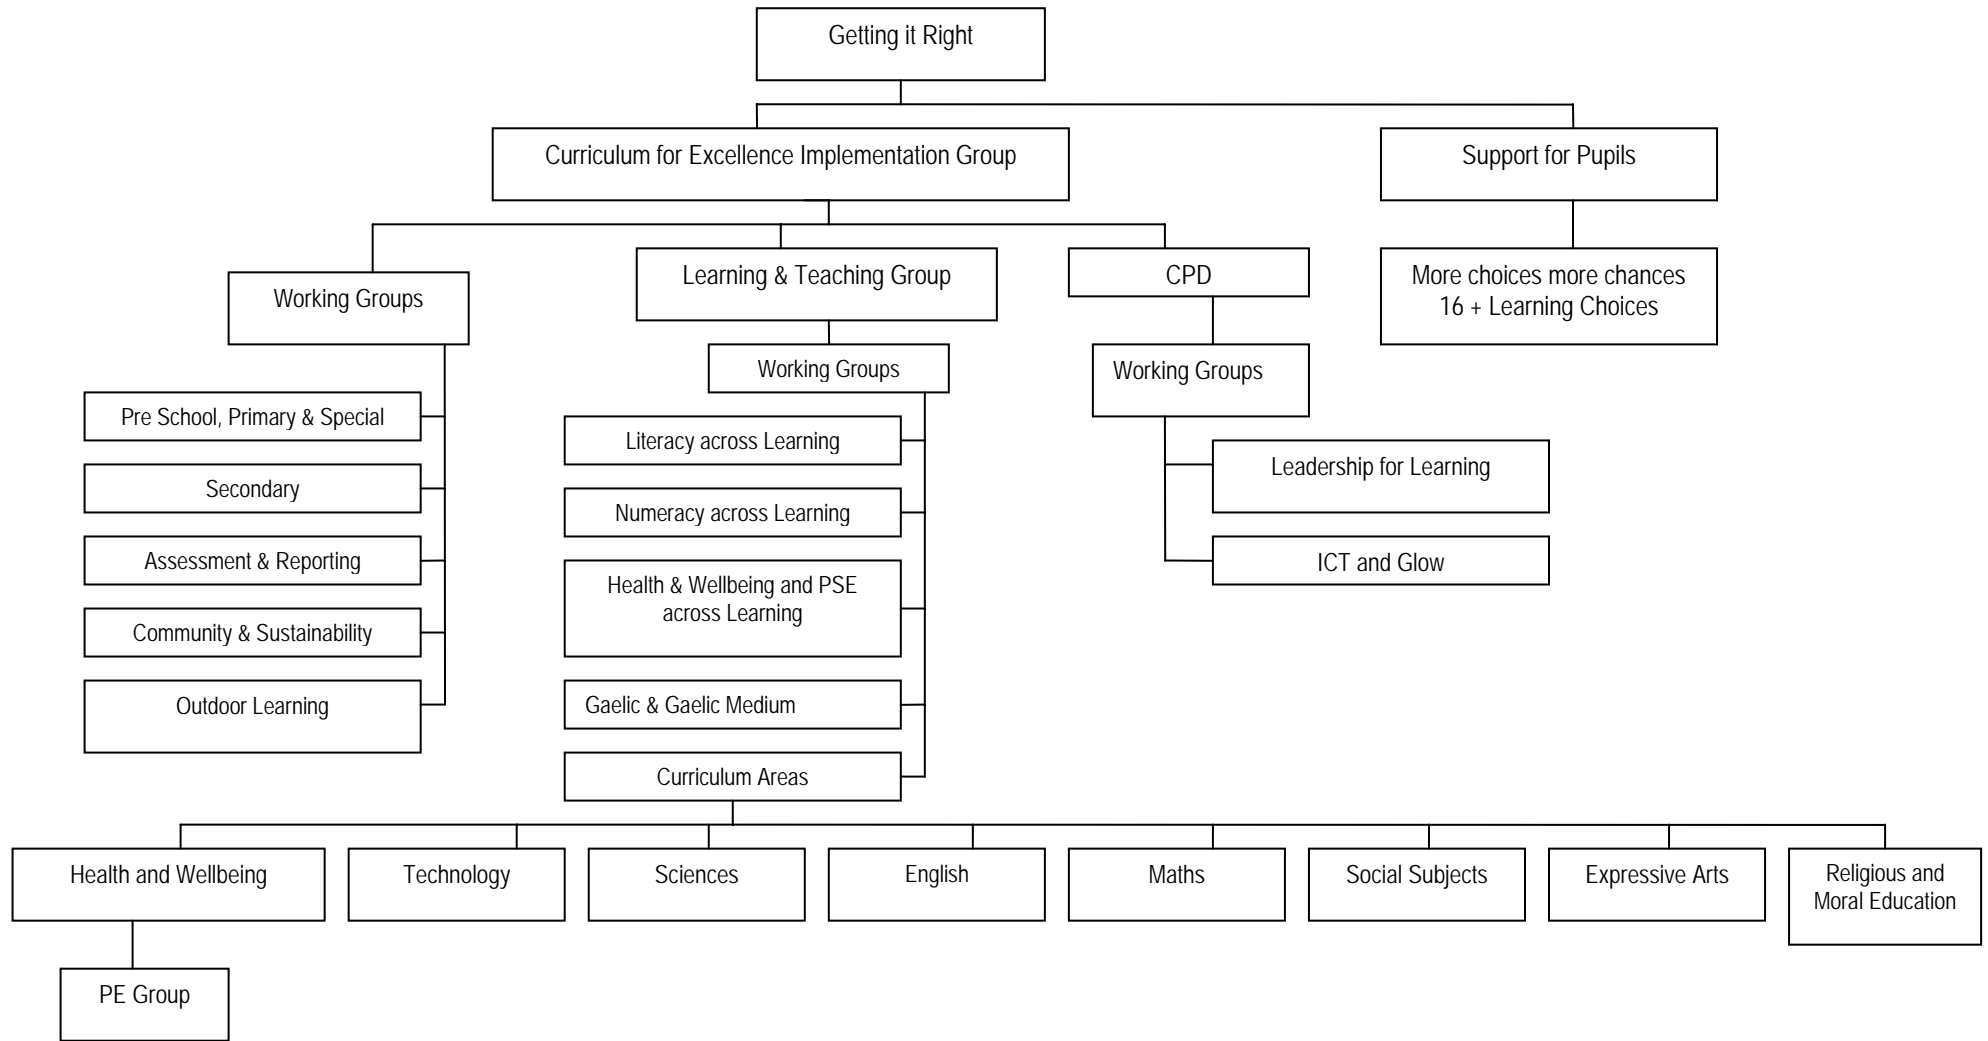 Getting it Right
Curriculum for Excellence Implementation Group
Support for Pupils
Working Groups
Learning & Teaching Group
CPD
More choices more chances
16 + Learning Choices
Working Groups
Working Groups
Pre School, Primary & Special
Secondary
Assessment & Reporting
Community & Sustainability
Outdoor Learning
Literacy across Learning
Numeracy across Learning
Health & Wellbeing and PSE
across Learning
Gaelic & Gaelic Medium
Curriculum Areas
Leadership for Learning
ICT and Glow
Health and Wellbeing
Technology
Sciences
English
Maths
Social Subjects
Expressive Arts
Religious and
Moral Education
PE Group